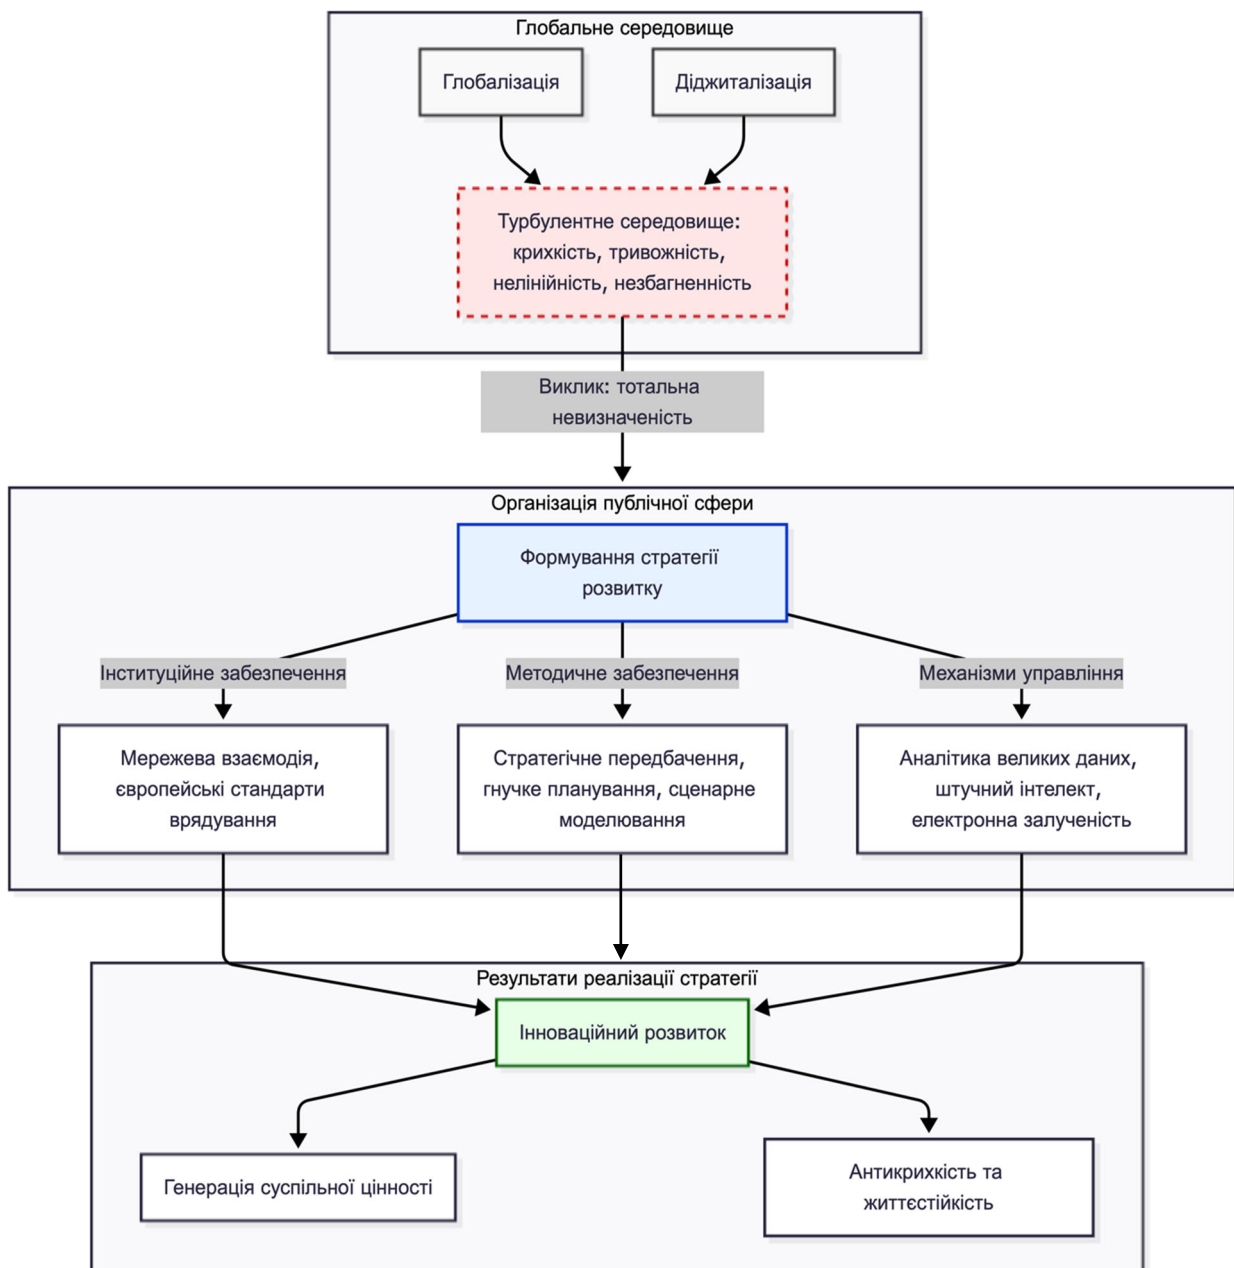 Глобальне середовище
Глобалізація
Діджиталізація
Турбулентне середовище:
крихкість, тривожність,
нелінійність, незбагненність
Виклик: тотальна
невизначеність
Організація публічної сфери
Формування стратегії
розвитку
Інституційне забезпечення
Методичне забезпечення
Механізми управління
Мережева взаємодія,
європейські стандарти
врядування
Стратегічне передбачення,
гнучке планування, сценарне
моделювання
Аналітика великих даних,
штучний інтелект,
електронна залученість
Результати реалізації стратегії
Інноваційний розвиток
Генерація суспільної цінності
Антикрихкість та
життєстійкість